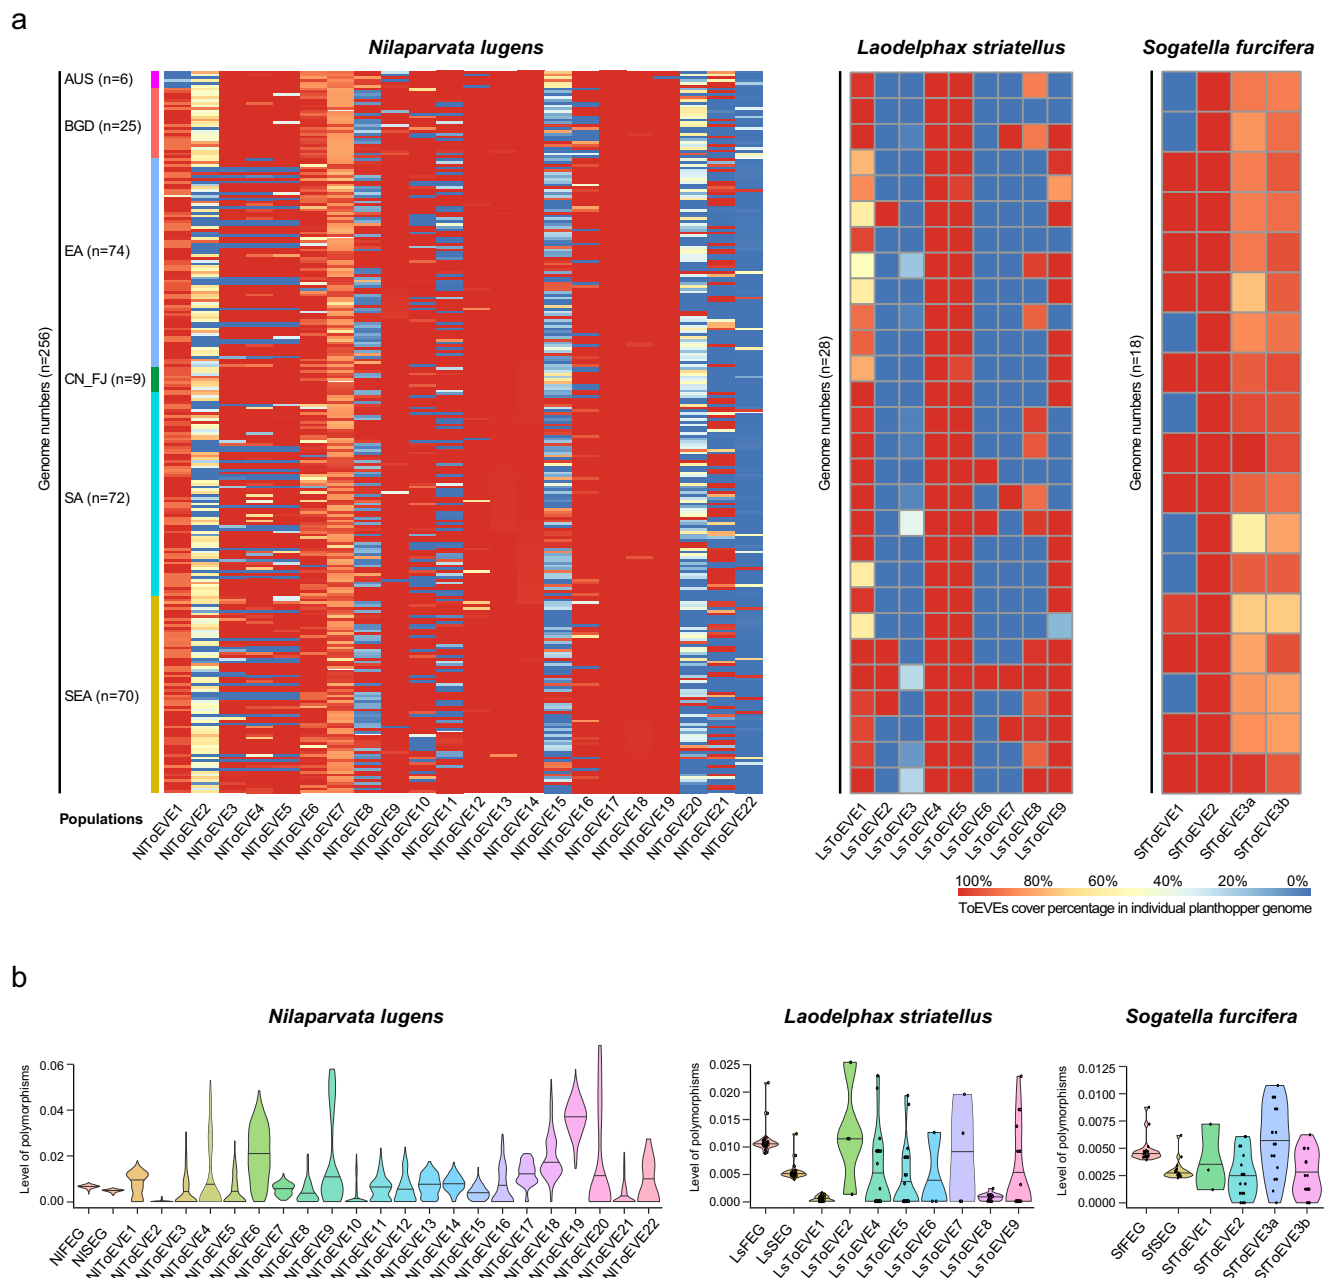 a
Nilaparvata lugens
Laodelphax striatellus
Sogatella furcifera
AUS (n=6)
BGD (n=25)
EA (n=74)
CN_FJ (n=9)
SA (n=72)
SEA (n=70)
Genome numbers (n=256)
Genome numbers (n=28)
Genome numbers (n=18)
Populations
NlToEVE1
NlToEVE2
NlToEVE3
NlToEVE4
NlToEVE5
NlToEVE6
NlToEVE7
NlToEVE8
NlToEVE9
NlToEVE10
NlToEVE11
NlToEVE12
NlToEVE13
NlToEVE14
NlToEVE15
NlToEVE16
NlToEVE17
NlToEVE18
NlToEVE19
NlToEVE20
NlToEVE21
NlToEVE22
LsToEVE1
LsToEVE2
LsToEVE3
LsToEVE4
LsToEVE5
LsToEVE6
LsToEVE7
LsToEVE8
LsToEVE9
SfToEVE1
SfToEVE2
SfToEVE3a
SfToEVE3b
100% 80% 60% 40% 20% 0%
ToEVEs cover percentage in individual planthopper genome
b
Nilaparvata lugens
Laodelphax striatellus
Sogatella furcifera
Level of polymorphisms
0.06
0.04
0.02
0.00
NlFEG
NlSEG
NlToEVE1
NlToEVE2
NlToEVE3
NlToEVE4
NlToEVE5
NlToEVE6
NlToEVE7
NlToEVE8
NlToEVE9
NlToEVE10
NlToEVE11
NlToEVE12
NlToEVE13
NlToEVE14
NlToEVE15
NlToEVE16
NlToEVE17
NlToEVE18
NlToEVE19
NlToEVE20
NlToEVE21
NlToEVE22
Level of polymorphisms
0.025
0.020
0.015
0.010
0.005
0.000
LsFEG
LsSEG
LsToEVE1
LsToEVE2
LsToEVE4
LsToEVE5
LsToEVE6
LsToEVE7
LsToEVE8
LsToEVE9
Level of polymorphisms
0.0125
0.0100
0.0075
0.0050
0.0025
0.0000
SfFEG
SfSEG
SfToEVE1
SfToEVE2
SfToEVE3a
SfToEVE3b